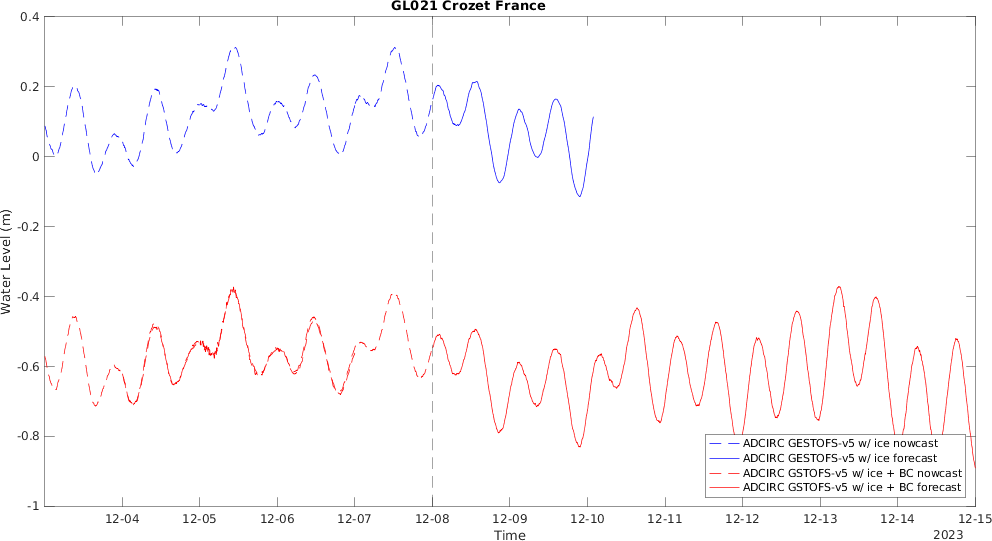 GL021 Crozet France
0.4
0.2
0
-0.2
-0.4
-0.6
-0.8
-1
Water Level (m)
ADCIRC GESTOFS-v5 w/ ice nowcast
ADCIRC GESTOFS-v5 w/ ice forecast
ADCIRC GSTOFS-v5 w/ ice + BC nowcast
ADCIRC GSTOFS-v5 w/ ice + BC forecast
12-04 12-05 12-06 12-07 12-08 12-09 12-10 12-11 12-12 12-13 12-14 12-15
Time
2023